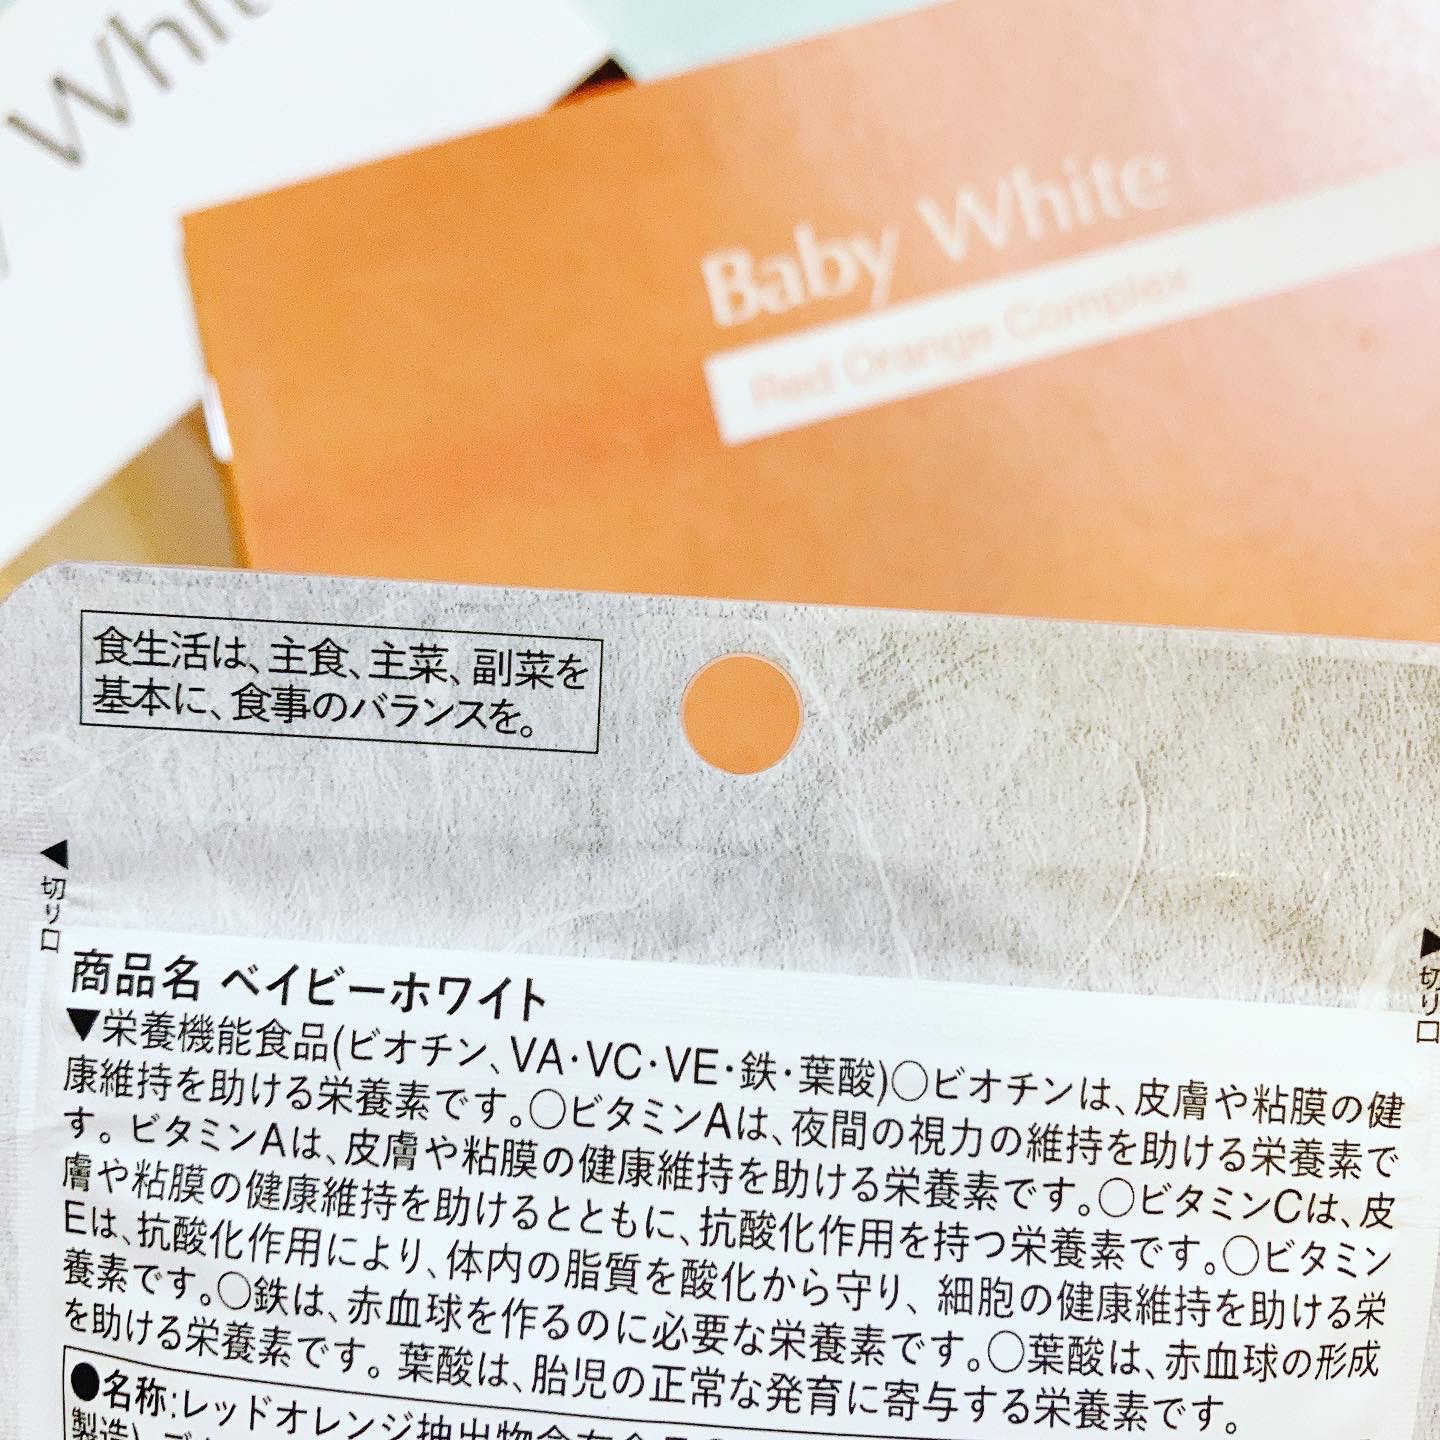 Whit
Baby White
Red Orange Complex
食生活は、主食、主菜、副菜を
基本に、食事のバランスを。
◀切り口
▶切り口
商品名 ベイビーホワイト
▼栄養機能食品(ビオチン、VA・VC・VE・鉄・葉酸)○ビオチンは、皮膚や粘膜の健
康維持を助ける栄養素です。○ビタミンAは、夜間の視力の維持を助ける栄養素で
す。ビタミンAは、皮膚や粘膜の健康維持を助ける栄養素です。○ビタミンCは、皮
膚や粘膜の健康維持を助けるとともに、抗酸化作用を持つ栄養素です。○ビタミン
Eは、抗酸化作用により、体内の脂質を酸化から守り、細胞の健康維持を助ける栄
養素です。○鉄は、赤血球を作るのに必要な栄養素です。○葉酸は、赤血球の形成
を助ける栄養素です。葉酸は、胎児の正常な発育に寄与する栄養素です。
●名称:レッドオレンジ抽出物含有食品
製造)